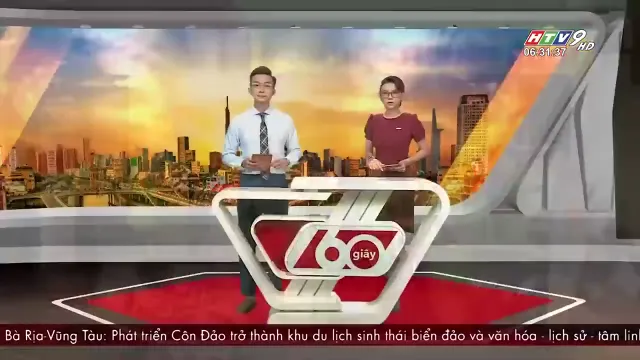 HTV9 HD
06:31:37
60 giây
Bà Rịa-Vũng Tàu: Phát triển Côn Đảo trở thành khu du lịch sinh thái biển đảo và văn hóa - lịch sử - tâm lin